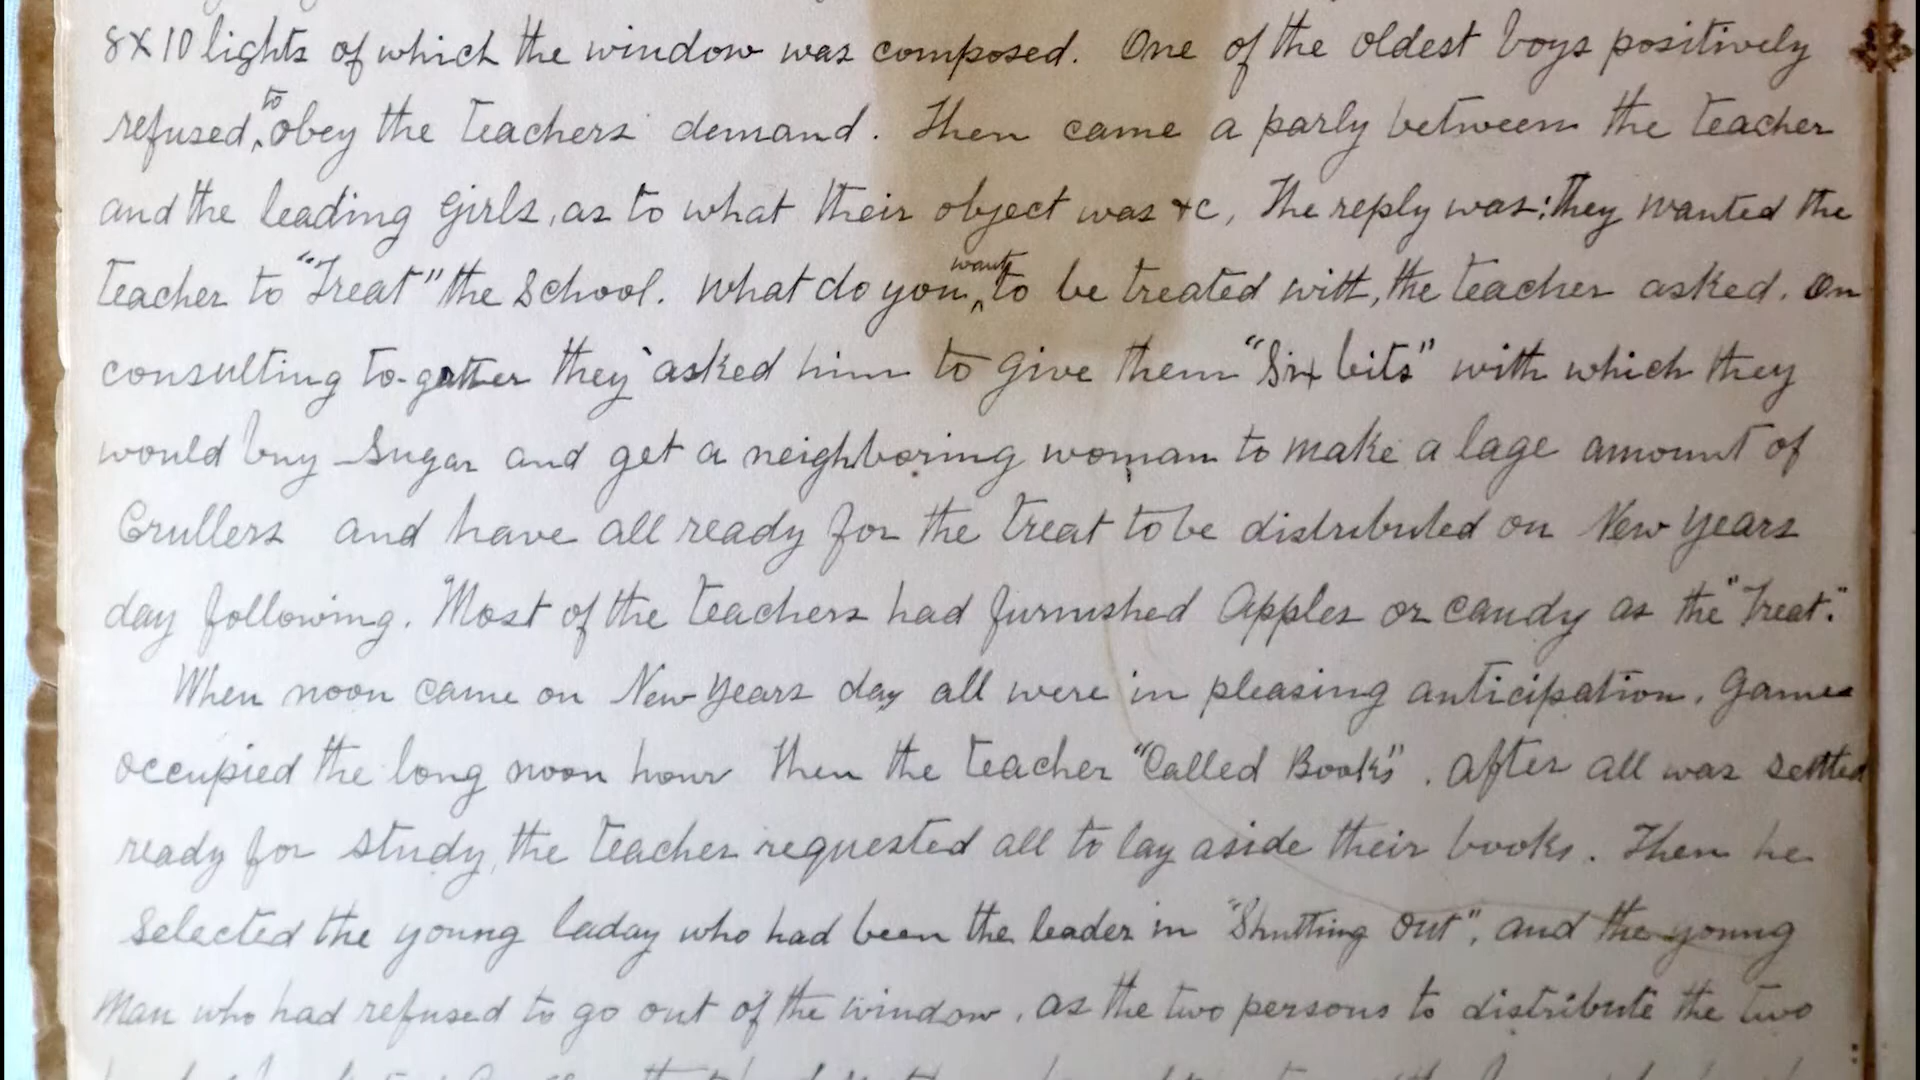 8X10 lights of which the window was composed. One of the oldest boys positively
refused, to obey the teachers demand. Then came a parly between the teacher
and the leading girls, as to what their object was &c, The reply was: they wanted the
teacher to "Treat" the School. What do you want to be treated witt, the teacher asked. On
consulting to-gatter they asked him to give them "Six bits" with which they
would buy Sugar and get a neighboring woman to make a lage amount of
Crullers and have all ready for the treat to be distributed on New Years
day following. Most of the teachers had furnished Apples or candy as the "Treat".
When noon came on New Years day all were in pleasing anticipation. Games
occupied the long noon hour Then the teacher "Called Books". After all was settled
ready for study, the teacher requested all to lay aside their books. Then he
selected the young laday who had been the leader in "Shutting Out", and the young
Man who had refused to go out of the window, as the two persons to distribute the two